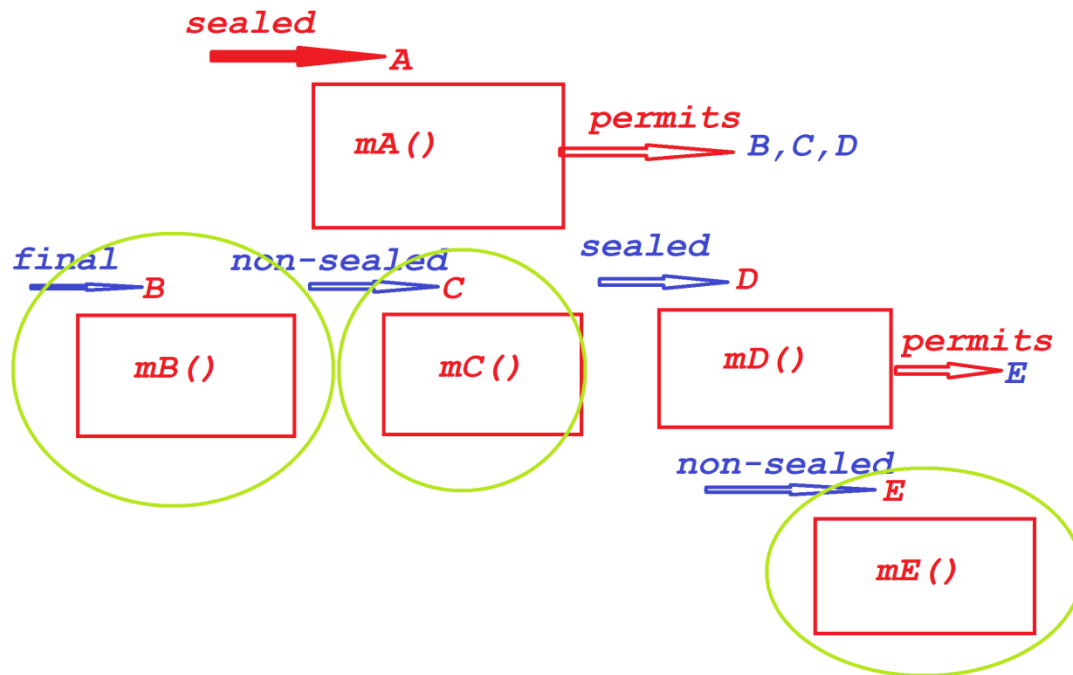 sealed
A
mA()
permits
B,C,D
final
B
non-sealed
C
sealed
D
mB()
mC()
mD()
permits
E
non-sealed
E
mE()